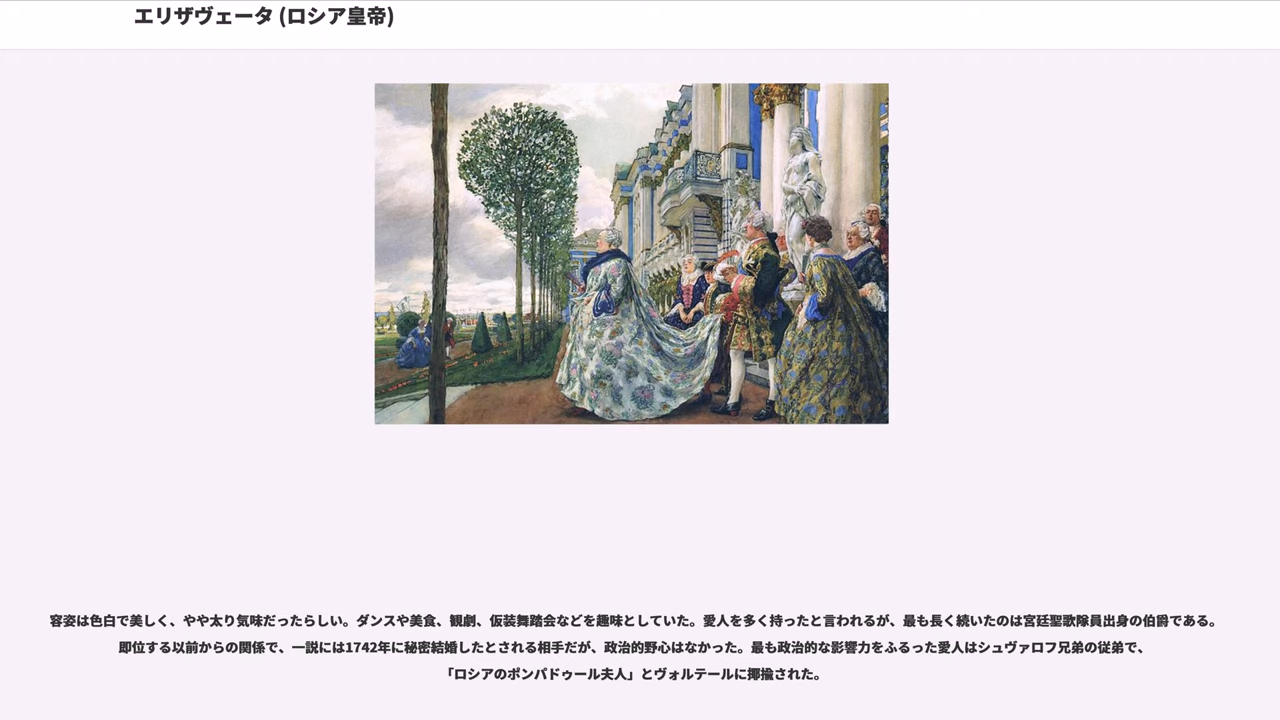 エリザヴェータ (ロシア皇帝)
容姿は色白で美しく、やや太り気味だったらしい。ダンスや美食、観劇、仮装舞踏会などを趣味としていた。愛人を多く持ったと言われるが、最も長く続いたのは宮廷聖歌隊員出身の伯爵である。
即位する以前からの関係で、一説には1742年に秘密結婚したとされる相手だが、政治的野心はなかった。最も政治的な影響力をふるった愛人はシュヴァロフ兄弟の従弟で、
「ロシアのポンパドゥール夫人」とヴォルテールに揶揄された。